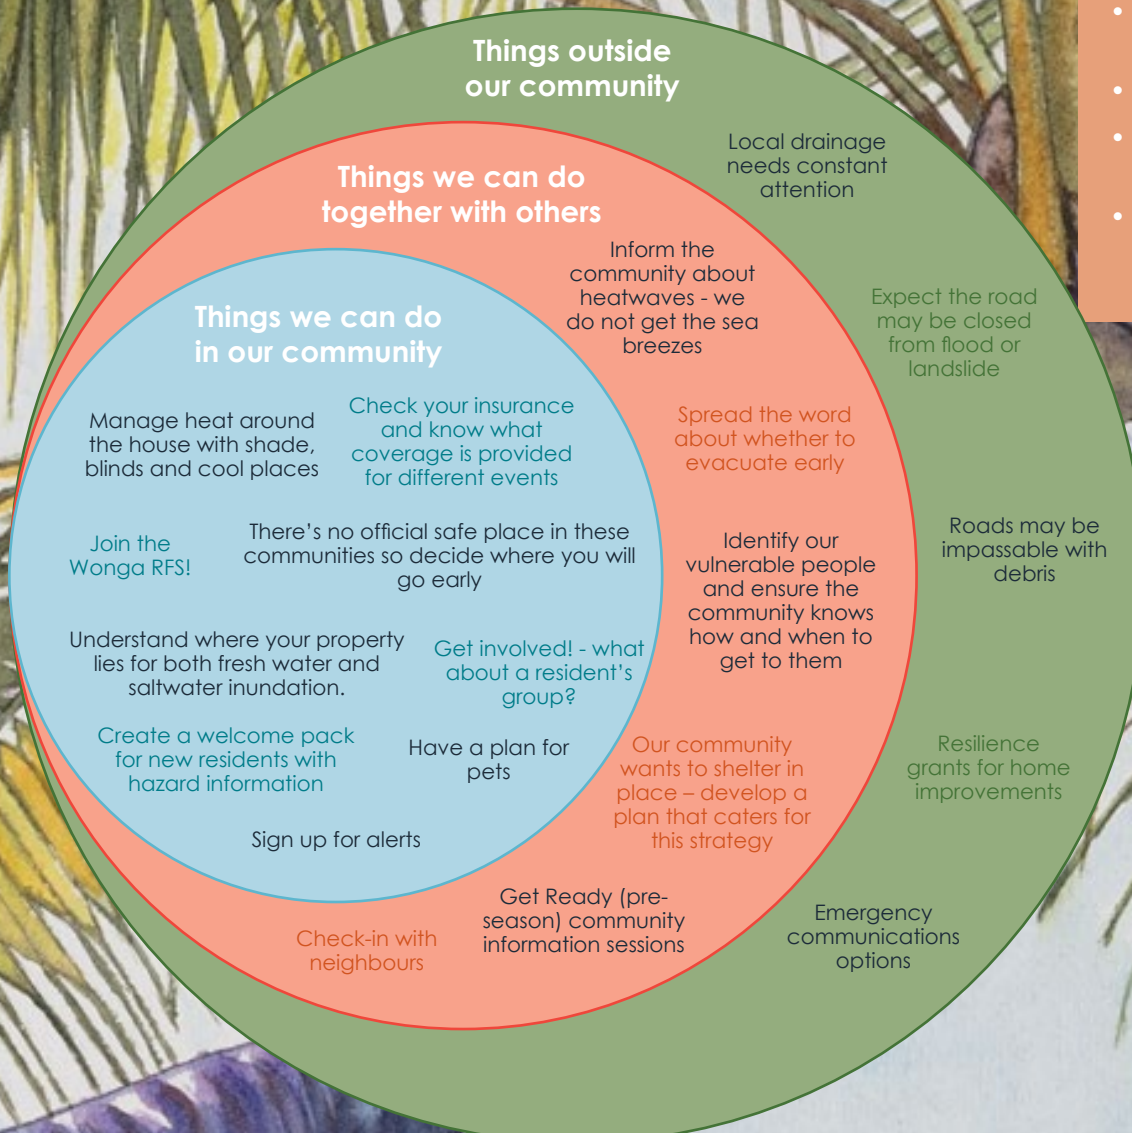 Things outside
our community
Local drainage
needs constant
attention
Expect the road
may be closed
from flood or
landslide
Roads may be
impassable with
debris
Resilience
grants for home
improvements
Emergency
communications
options
Things we can do
together with others
Inform the
community about
heatwaves - we
do not get the sea
breezes
Spread the word
about whether to
evacuate early
Identify our
vulnerable people
and ensure the
community knows
how and when to
get to them
Our community
wants to shelter in
place – develop a
plan that caters for
this strategy
Get Ready (pre-
season) community
information sessions
Check-in with
neighbours
Things we can do
in our community
Manage heat around
the house with shade,
blinds and cool places
Check your insurance
and know what
coverage is provided
for different events
Join the
Wonga RFS!
There’s no official safe place in these
communities so decide where you will
go early
Understand where your property
lies for both fresh water and
saltwater inundation.
Get involved! - what
about a resident’s
group?
Create a welcome pack
for new residents with
hazard information
Have a plan for
pets
Sign up for alerts